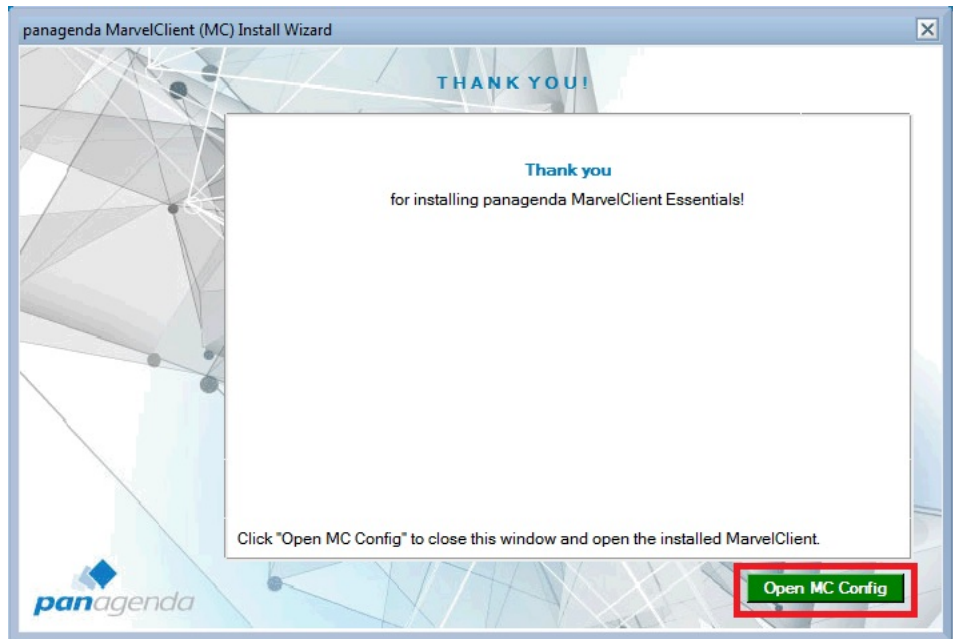 panagenda MarvelClient (MC) Install Wizard
THANK YOU!
Thank you
for installing panagenda MarvelClient Essentials!
Click "Open MC Config" to close this window and open the installed MarvelClient.
panagenda
Open MC Config